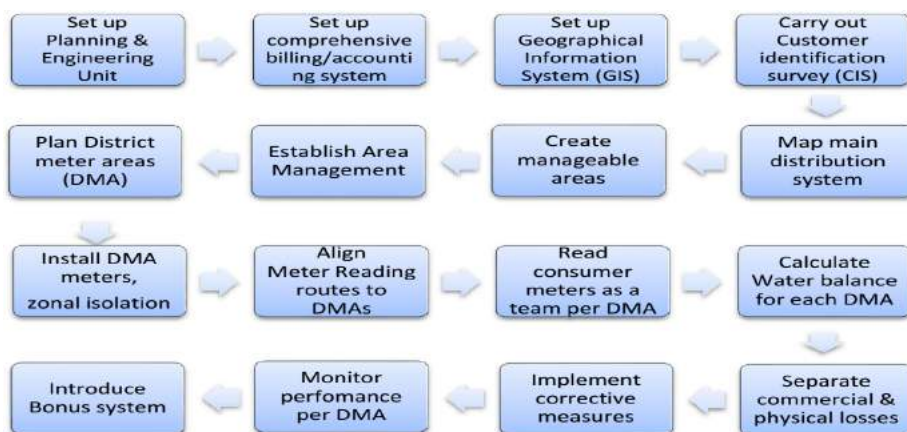 Set up
Planning &
Engineering
Unit
Set up
comprehensive
billing/accounti
ng system
Set up
Geographical
Information
System (GIS)
Carry out
Customer
identification
survey (CIS)
Map main
distribution
system
Create
manageable
areas
Establish Area
Management
Plan District
meter areas
(DMA)
Install DMA
meters,
zonal isolation
Align
Meter Reading
routes to
DMAs
Read
consumer
meters as a
team per DMA
Calculate
Water balance
for each DMA
Separate
commercial &
physical losses
Implement
corrective
measures
Monitor
perfomance
per DMA
Introduce
Bonus system